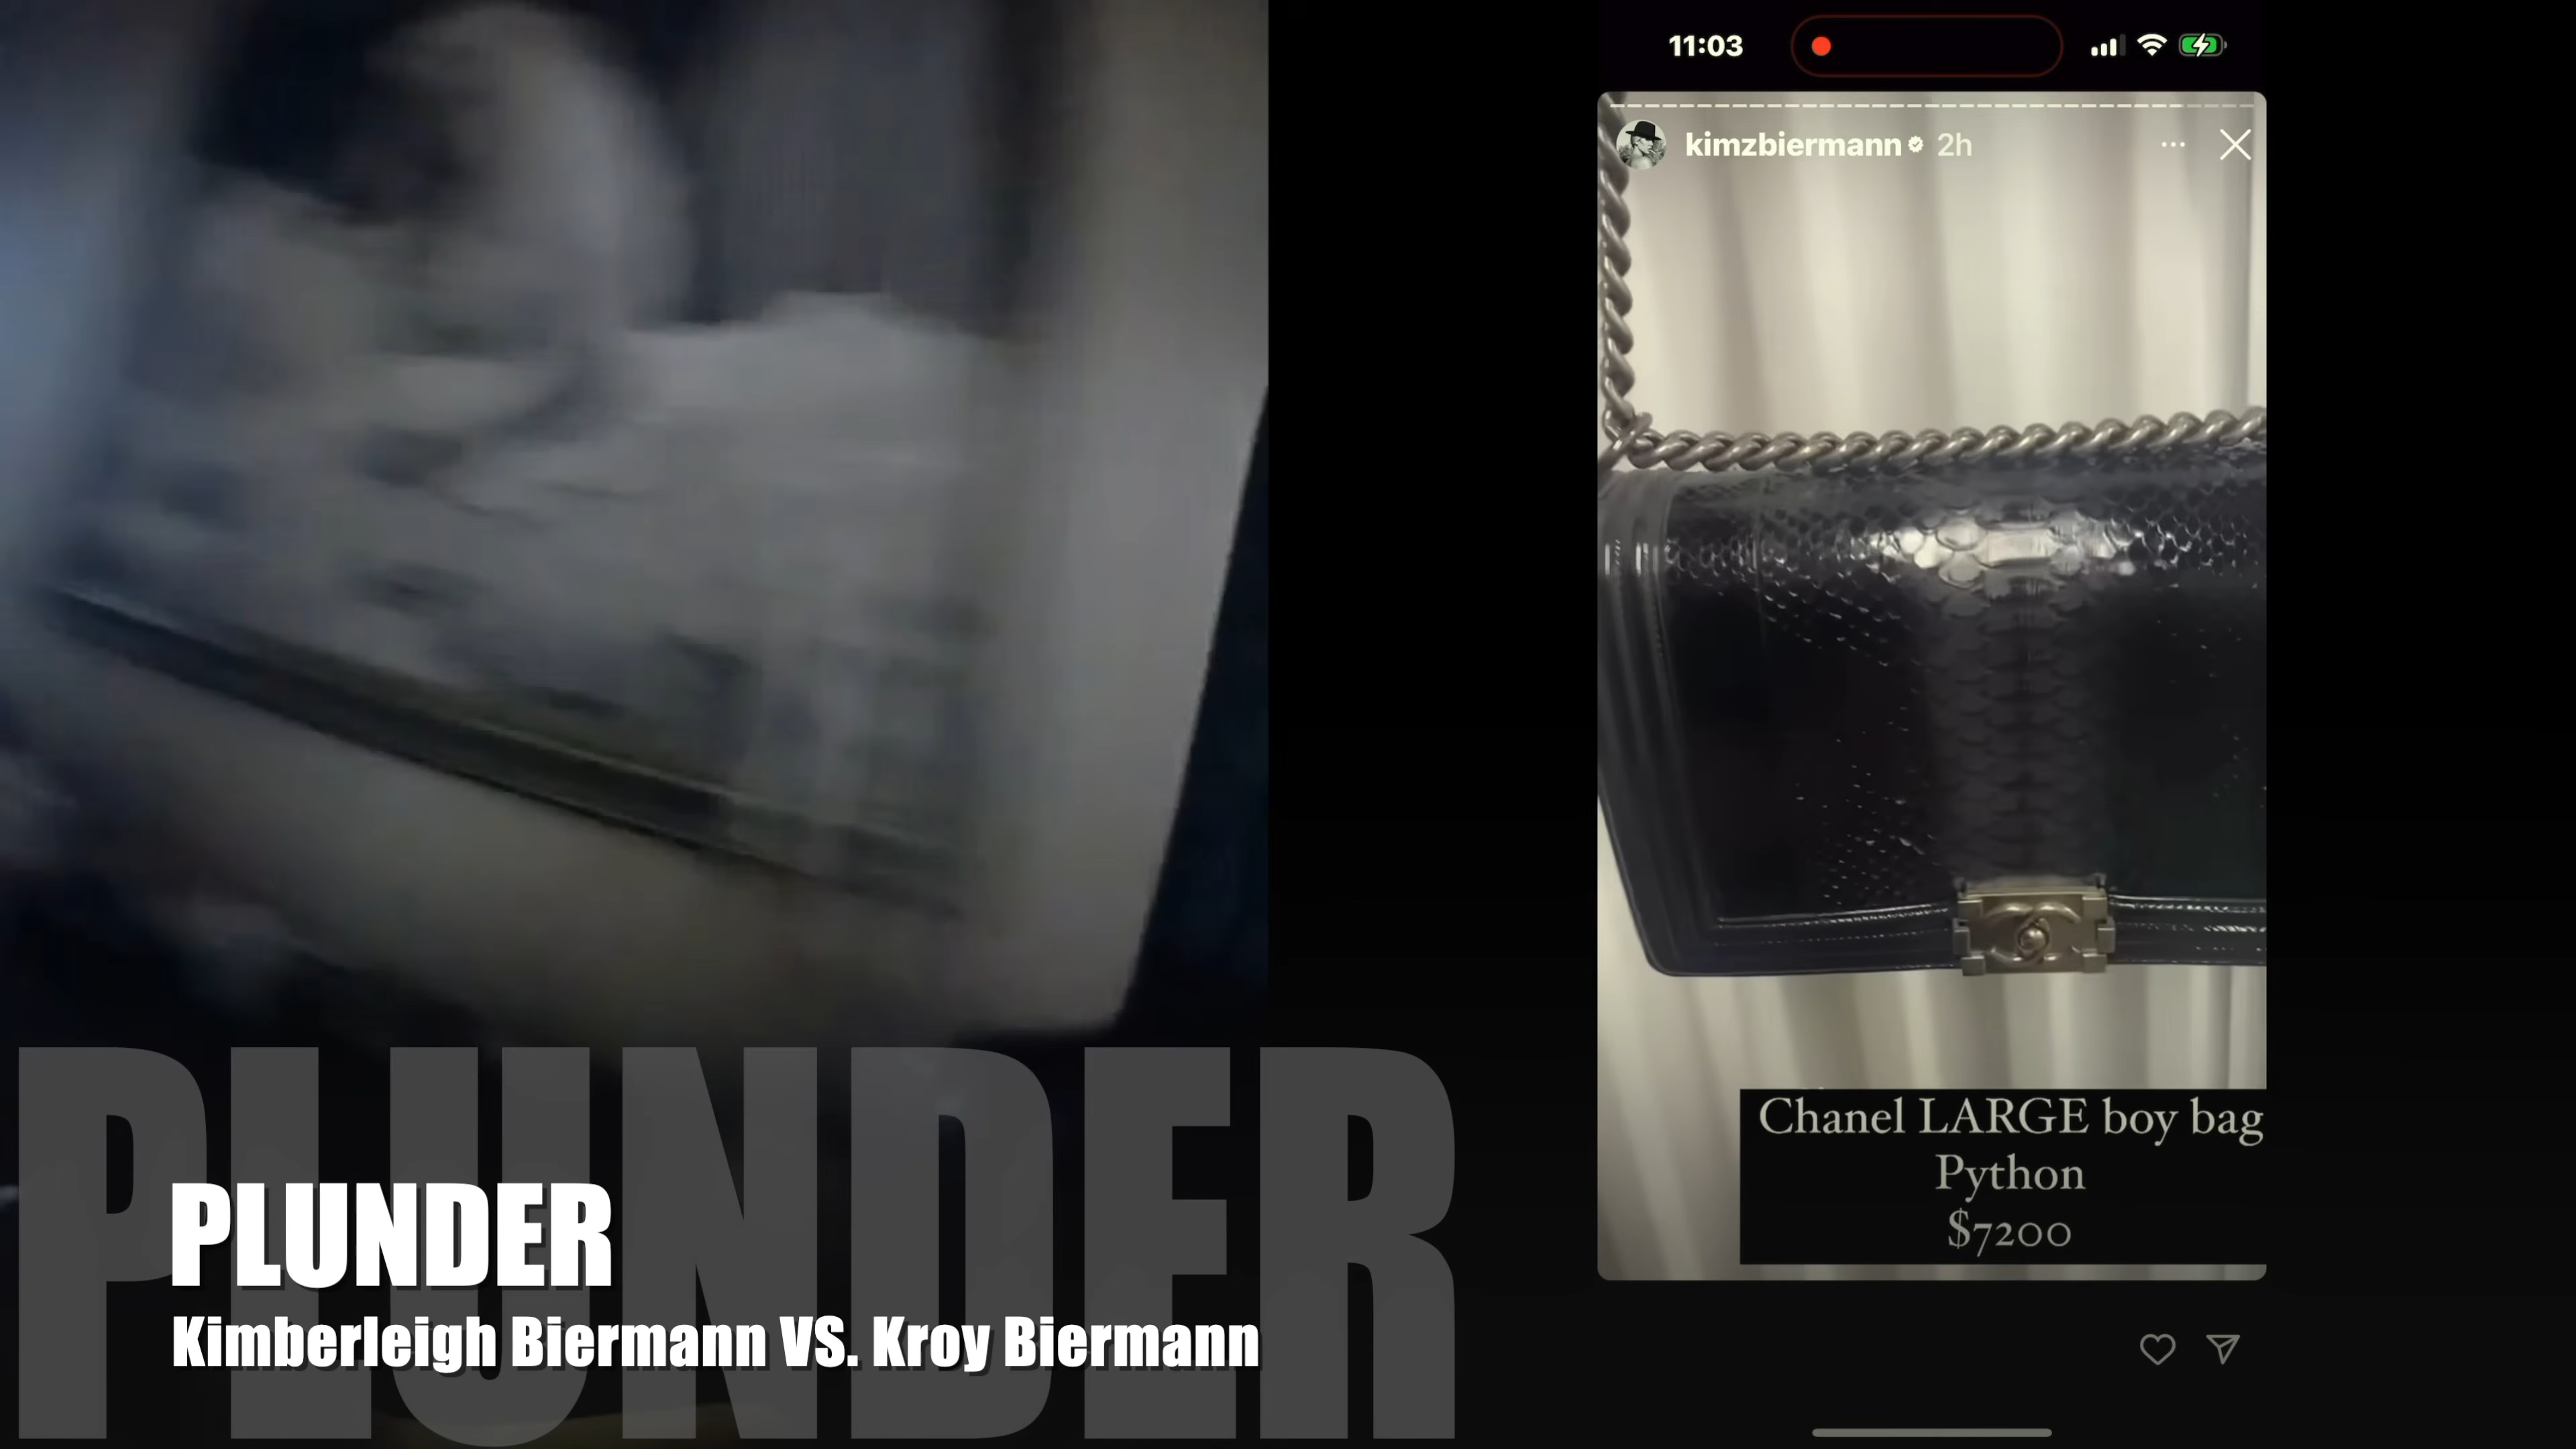 11:03
kimzbiermann 2h
Chanel LARGE boy bag
Python
$7200
PLUNDER
PLUNDER
Kimberleigh Biermann VS. Kroy Biermann